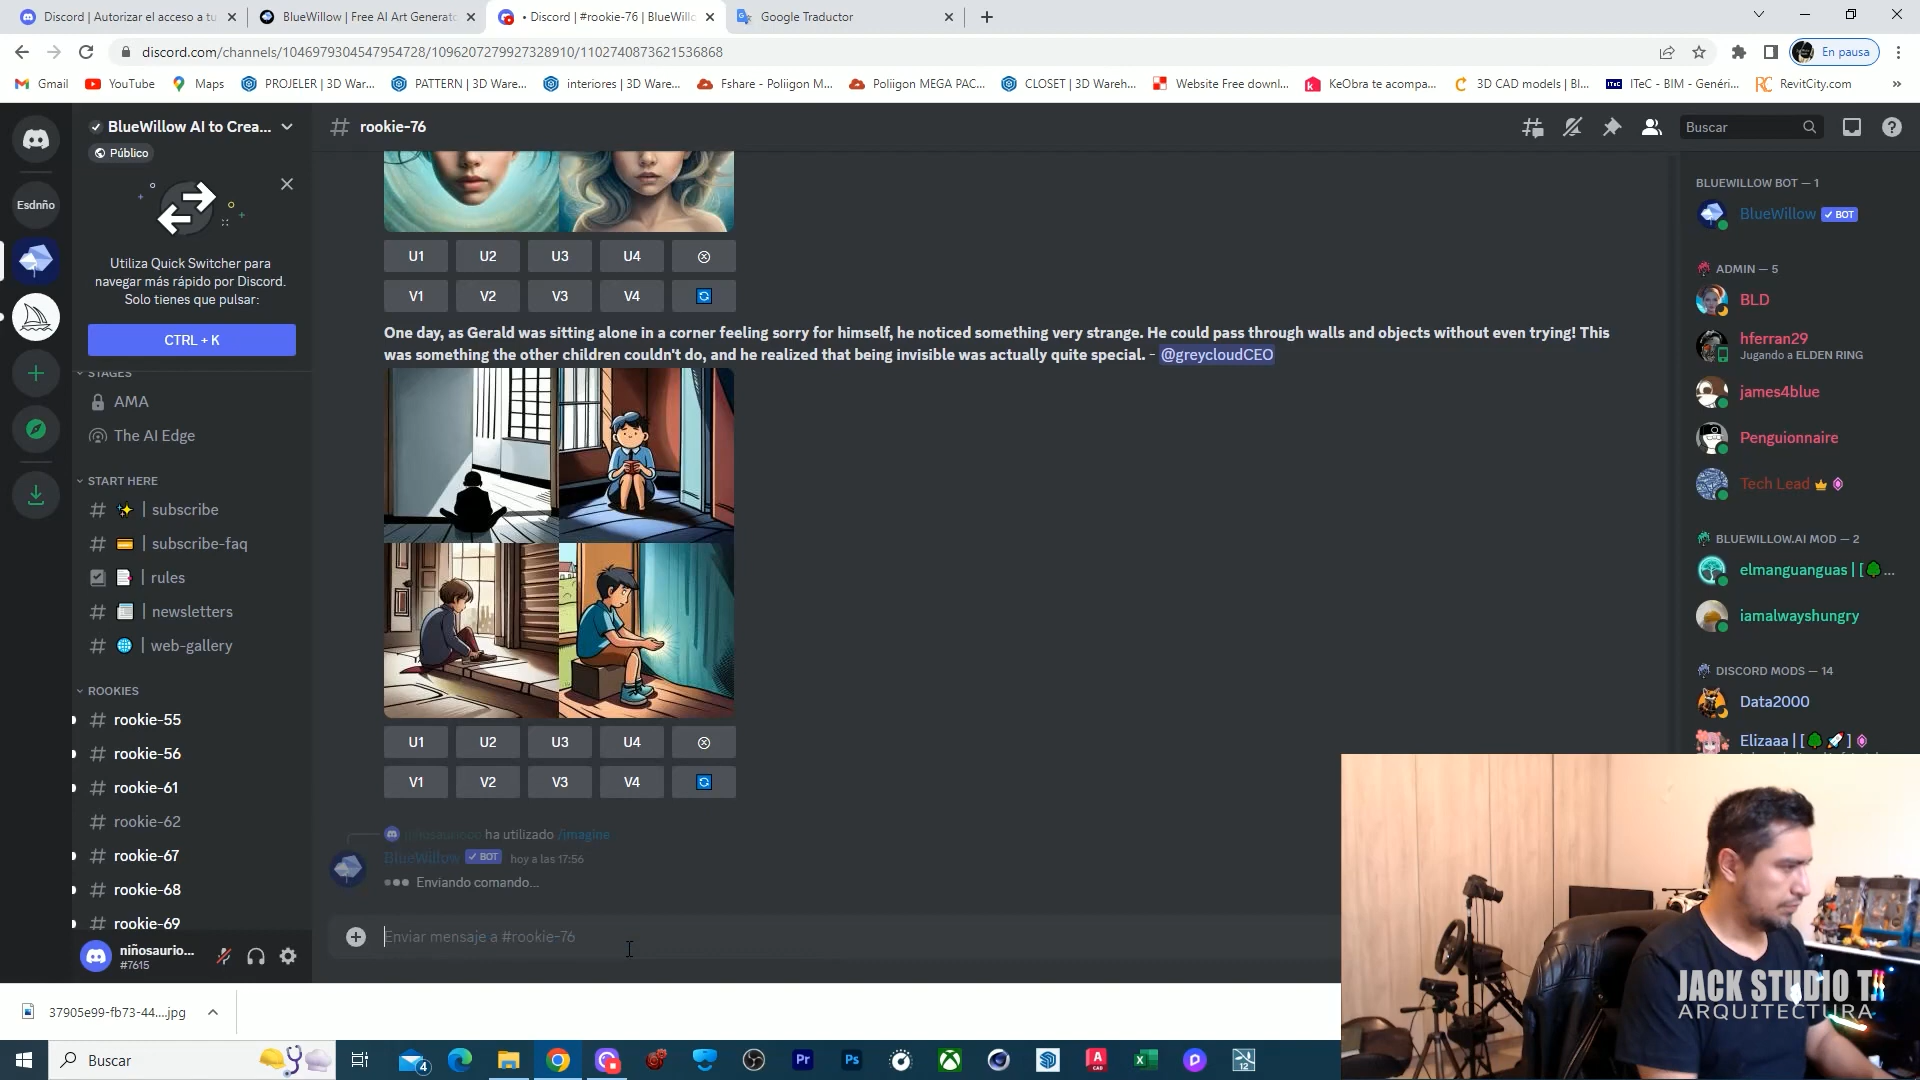 Discord | Autorizar el acceso a tu
BlueWillow | Free AI Art Generato
• Discord | #rookie-76 | BlueWillo
Google Traductor
discord.com/channels/1046979304547954728/1096207279927328910/1102740873621536868
En pausa
Gmail
YouTube
Maps
PROJELER | 3D War...
PATTERN | 3D Ware...
interiores | 3D Ware...
Fshare - Poliigon M...
Poliigon MEGA PAC...
CLOSET | 3D Wareh...
Website Free downl...
KeObra te acompa...
3D CAD models | Bl...
ITeC - BIM - Genéri...
RevitCity.com
»
BlueWillow AI to Crea...
Público
# rookie-76
Buscar
Esdnño
Utiliza Quick Switcher para
navegar más rápido por Discord.
Solo tienes que pulsar:
CTRL + K
STAGES
AMA
The AI Edge
START HERE
# | subscribe
# | subscribe-faq
| rules
# | newsletters
# | web-gallery
ROOKIES
# rookie-55
# rookie-56
# rookie-61
# rookie-62
# rookie-67
# rookie-68
# rookie-69
niñosaurio...
#7615
U1 U2 U3 U4
V1 V2 V3 V4
One day, as Gerald was sitting alone in a corner feeling sorry for himself, he noticed something very strange. He could pass through walls and objects without even trying! This
was something the other children couldn't do, and he realized that being invisible was actually quite special. - @greycloudCEO
U1 U2 U3 U4
V1 V2 V3 V4
ha utilizado /imagine
BlueWillow BOT hoy a las 17:56
Enviando comando...
Enviar mensaje a #rookie-76
BLUEWILLOW BOT — 1
BlueWillow BOT
ADMIN — 5
BLD
hferran29
Jugando a ELDEN RING
james4blue
Penguionnaire
Tech Lead
BLUEWILLOW.AI MOD — 2
elmanguanguas | [ ...
iamalwayshungry
DISCORD MODS — 14
Data2000
Elizaaa | [
JACK STUDIO T.
ARQUITECTURA
37905e99-fb73-44....jpg
Buscar
4
Pr
Ps
12